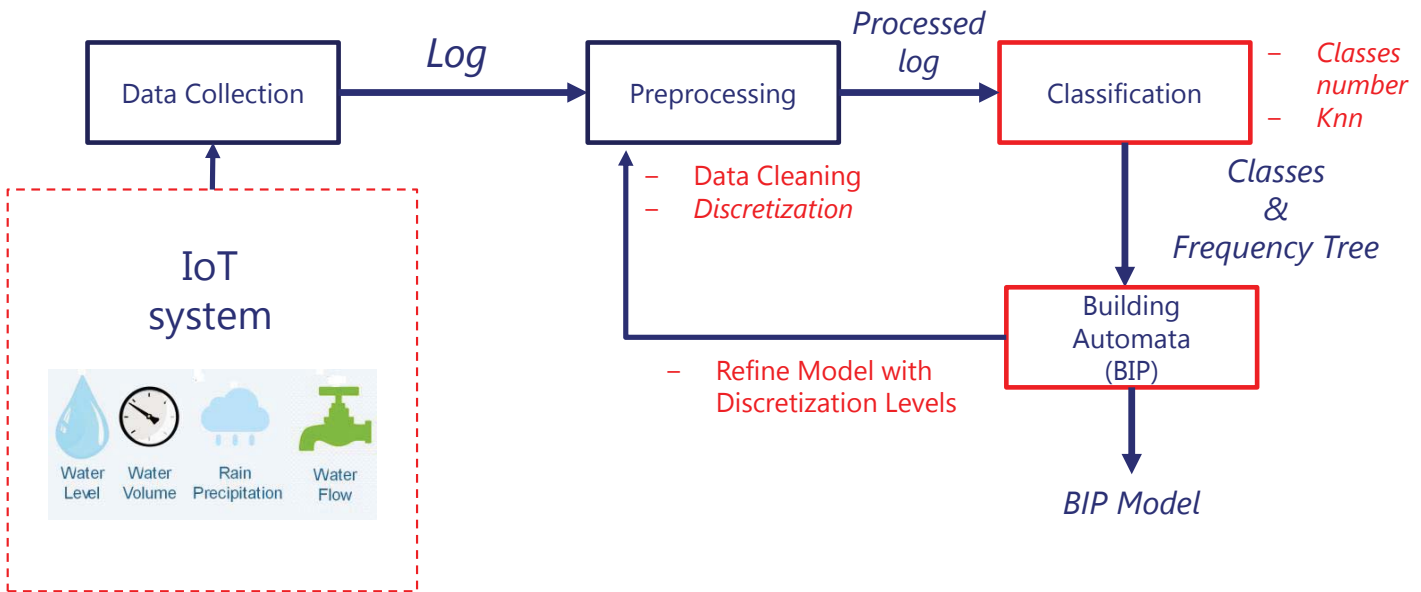 Data Collection
Log
Preprocessing
Processed
log
Classification
– Classes
number
– Knn
– Data Cleaning
– Discretization
Classes
&
Frequency Tree
IoT
system
Building
Automata
(BIP)
– Refine Model with
Discretization Levels
Water
Level
Water
Volume
Rain
Precipitation
Water
Flow
BIP Model